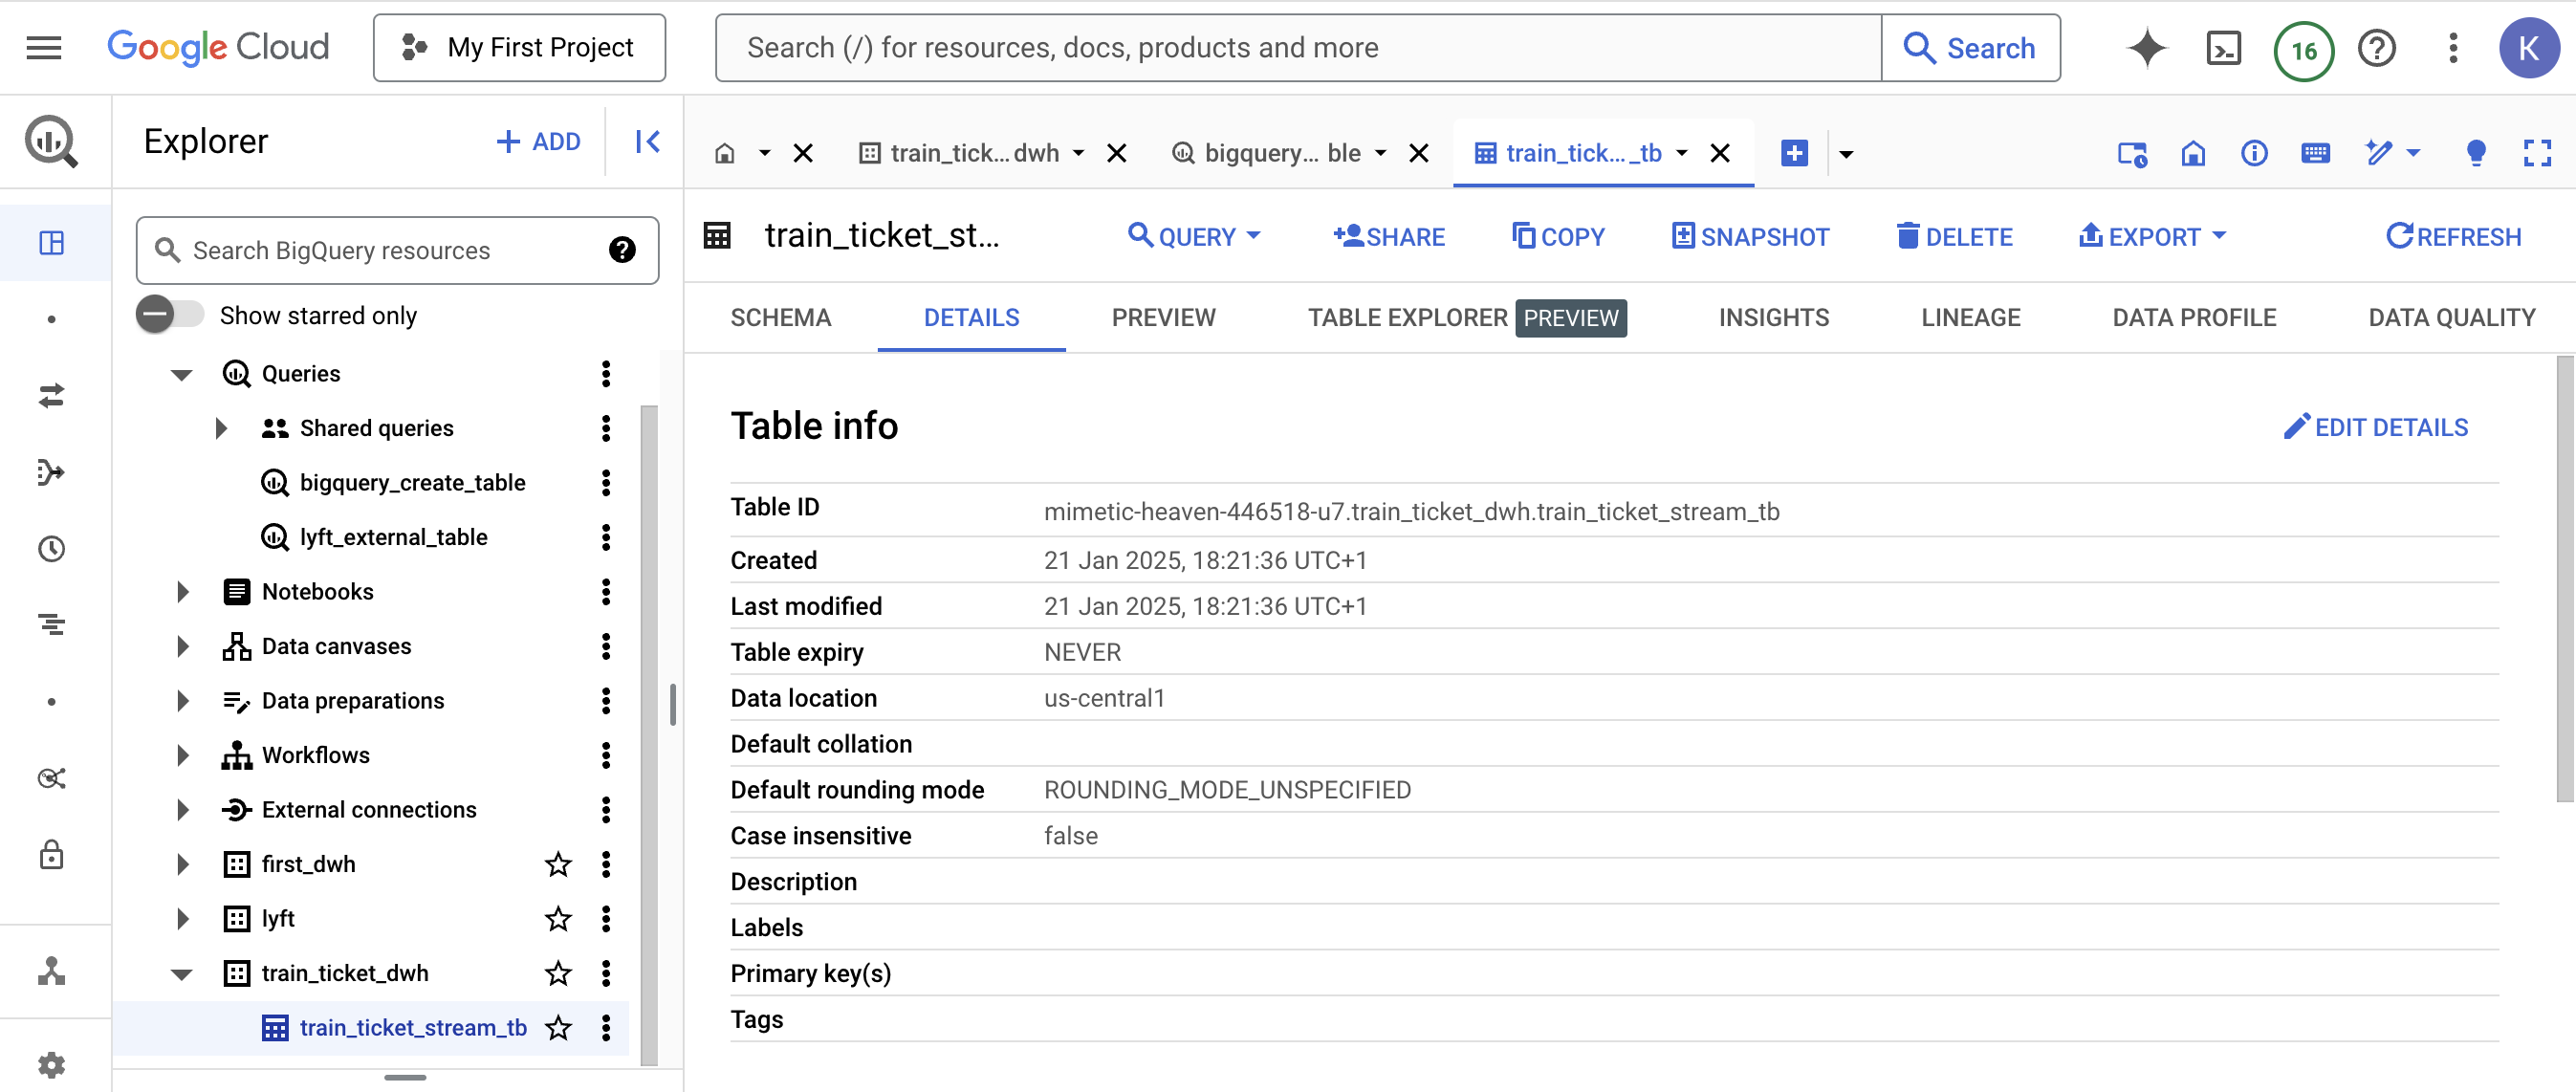 Google Cloud
My First Project
Search (/) for resources, docs, products and more
Search
16
K
Explorer
ADD
train_tick... dwh
bigquery... ble
train_tick..._tb
Search BigQuery resources
Show starred only
train_ticket_st...
QUERY
SHARE
COPY
SNAPSHOT
DELETE
EXPORT
REFRESH
SCHEMA
DETAILS
PREVIEW
TABLE EXPLORER PREVIEW
INSIGHTS
LINEAGE
DATA PROFILE
DATA QUALITY
Queries
Shared queries
bigquery_create_table
lyft_external_table
Notebooks
Data canvases
Data preparations
Workflows
External connections
first_dwh
lyft
train_ticket_dwh
train_ticket_stream_tb
Table info
EDIT DETAILS
Table ID mimetic-heaven-446518-u7.train_ticket_dwh.train_ticket_stream_tb
Created 21 Jan 2025, 18:21:36 UTC+1
Last modified 21 Jan 2025, 18:21:36 UTC+1
Table expiry NEVER
Data location us-central1
Default collation
Default rounding mode ROUNDING_MODE_UNSPECIFIED
Case insensitive false
Description
Labels
Primary key(s)
Tags